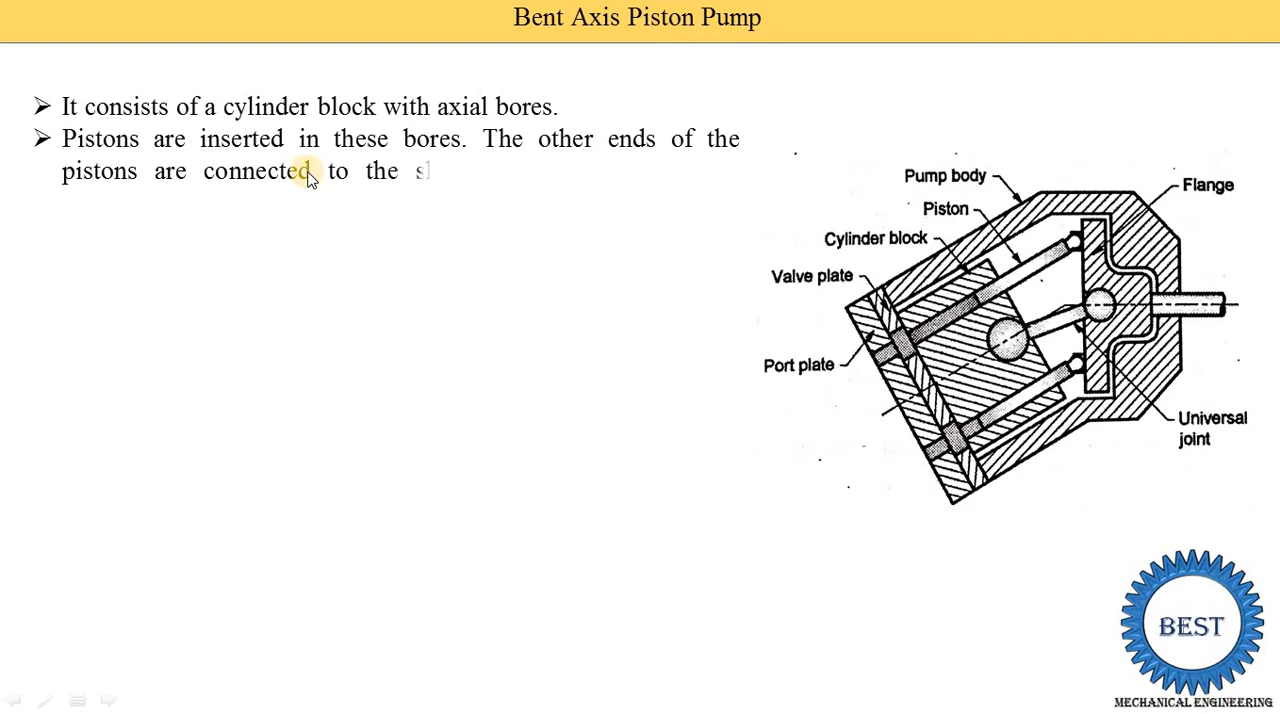 Bent Axis Piston Pump
➢ It consists of a cylinder block with axial bores.
➢ Pistons are inserted in these bores. The other ends of the
pistons are connected to the
Pump body
Flange
Piston
Cylinder block
Valve plate
Port plate
Universal
joint
BEST
MECHANICAL ENGINEERING